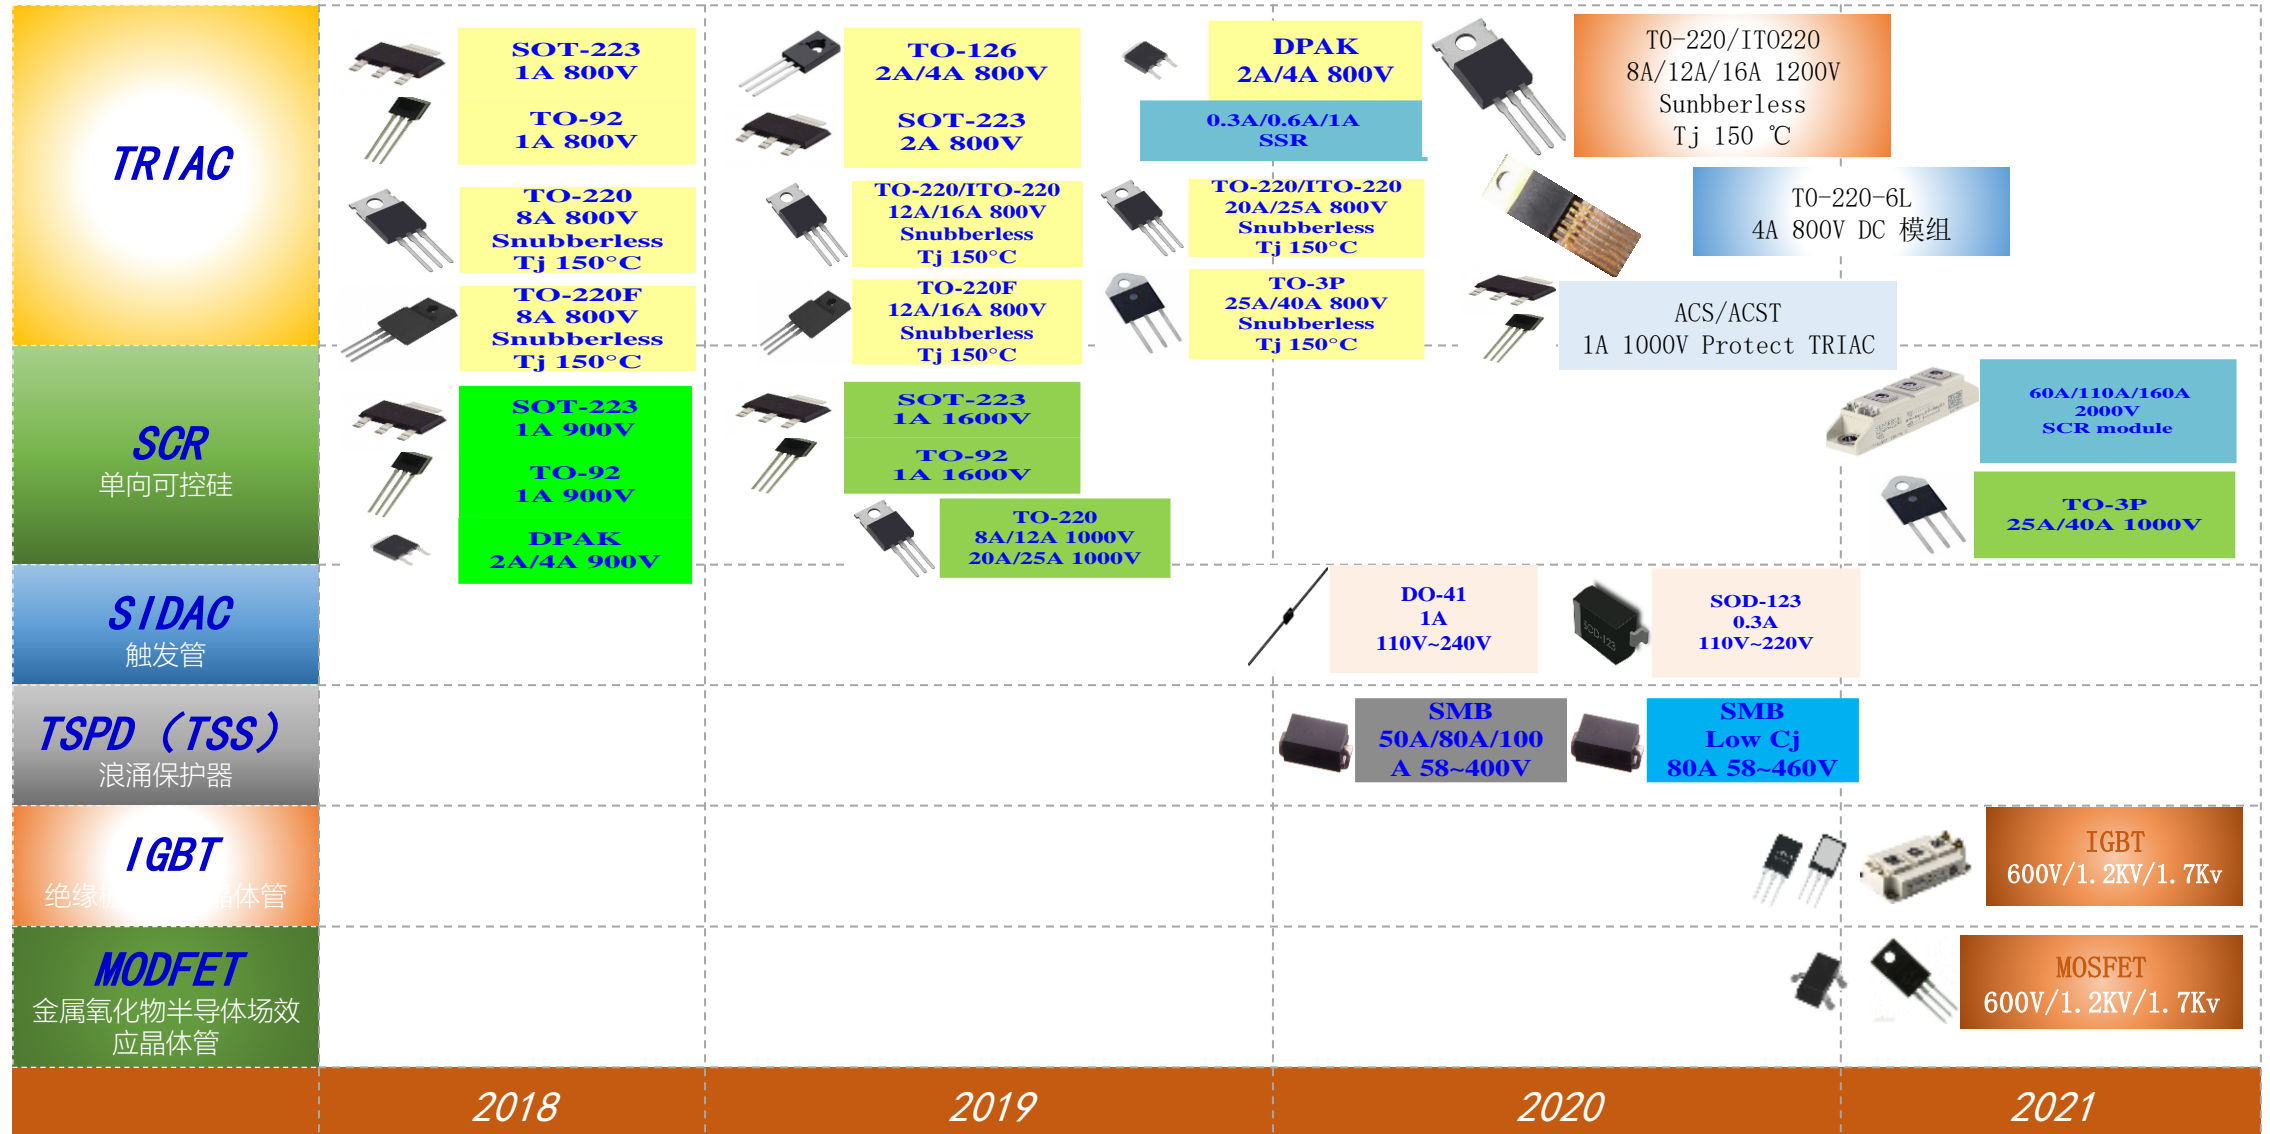 TRIAC
SOT-223
1A 800V
TO-92
1A 800V
TO-220
8A 800V
Snubberless
Tj 150°C
TO-220F
8A 800V
Snubberless
Tj 150°C
TO-126
2A/4A 800V
SOT-223
2A 800V
TO-220/ITO-220
12A/16A 800V
Snubberless
Tj 150°C
TO-220F
12A/16A 800V
Snubberless
Tj 150°C
DPAK
2A/4A 800V
0.3A/0.6A/1A
SSR
TO-220/ITO-220
20A/25A 800V
Snubberless
Tj 150°C
TO-3P
25A/40A 800V
Snubberless
Tj 150°C
TO-220/ITO220
8A/12A/16A 1200V
Sunbberless
Tj 150 ℃
TO-220-6L
4A 800V DC 模组
ACS/ACST
1A 1000V Protect TRIAC
SCR
单向可控硅
SOT-223
1A 900V
TO-92
1A 900V
DPAK
2A/4A 900V
SOT-223
1A 1600V
TO-92
1A 1600V
TO-220
8A/12A 1000V
20A/25A 1000V
60A/110A/160A
2000V
SCR module
TO-3P
25A/40A 1000V
SIDAC
触发管
DO-41
1A
110V~240V
SOD-123
SOD-123
0.3A
110V~220V
TSPD（TSS）
浪涌保护器
SMB
50A/80A/100
A 58~400V
SMB
Low Cj
80A 58~460V
IGBT
绝缘 晶体管
IGBT
600V/1.2KV/1.7Kv
MODFET
金属氧化物半导体场效
应晶体管
MOSFET
600V/1.2KV/1.7Kv
2018
2019
2020
2021